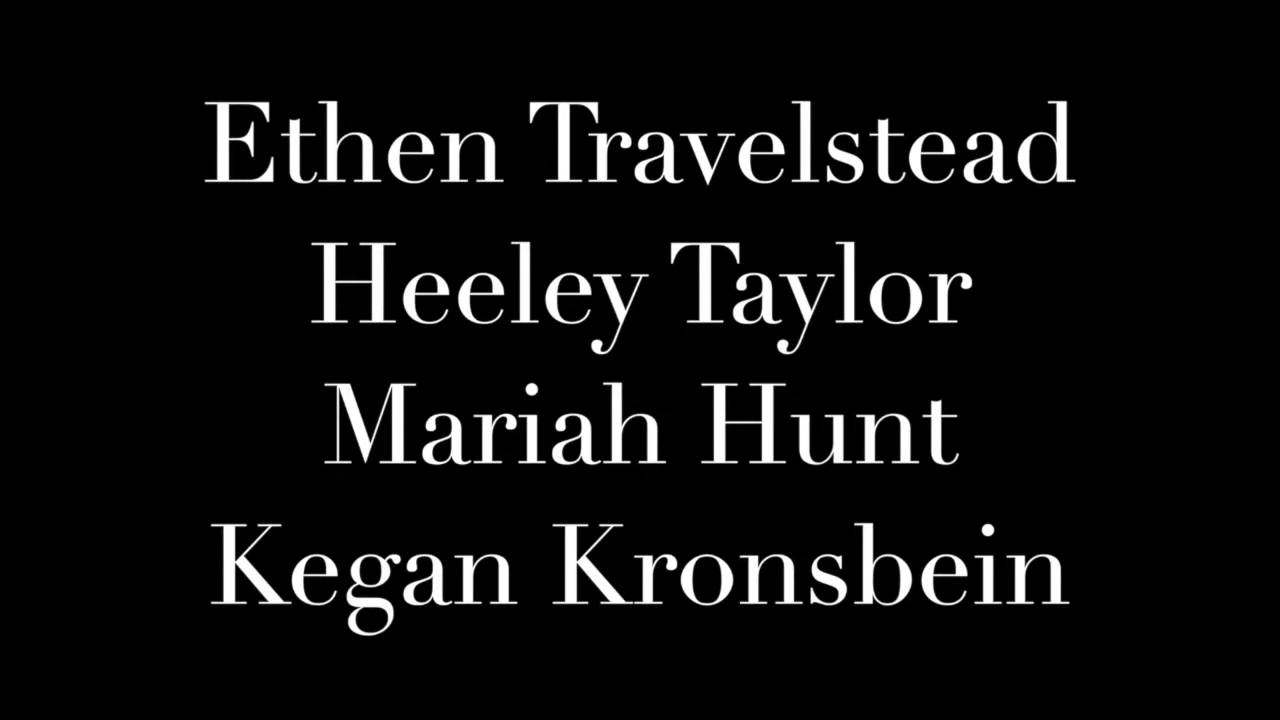 Ethen Travelstead
Heeley Taylor
Mariah Hunt
Kegan Kronsbein